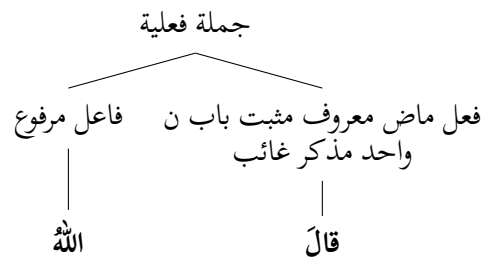 جملة فعلية
فعل ماض معروف مثبت باب ن
واحد مذكر غائب
فاعل مرفوع
قالَ
اللّٰهُ